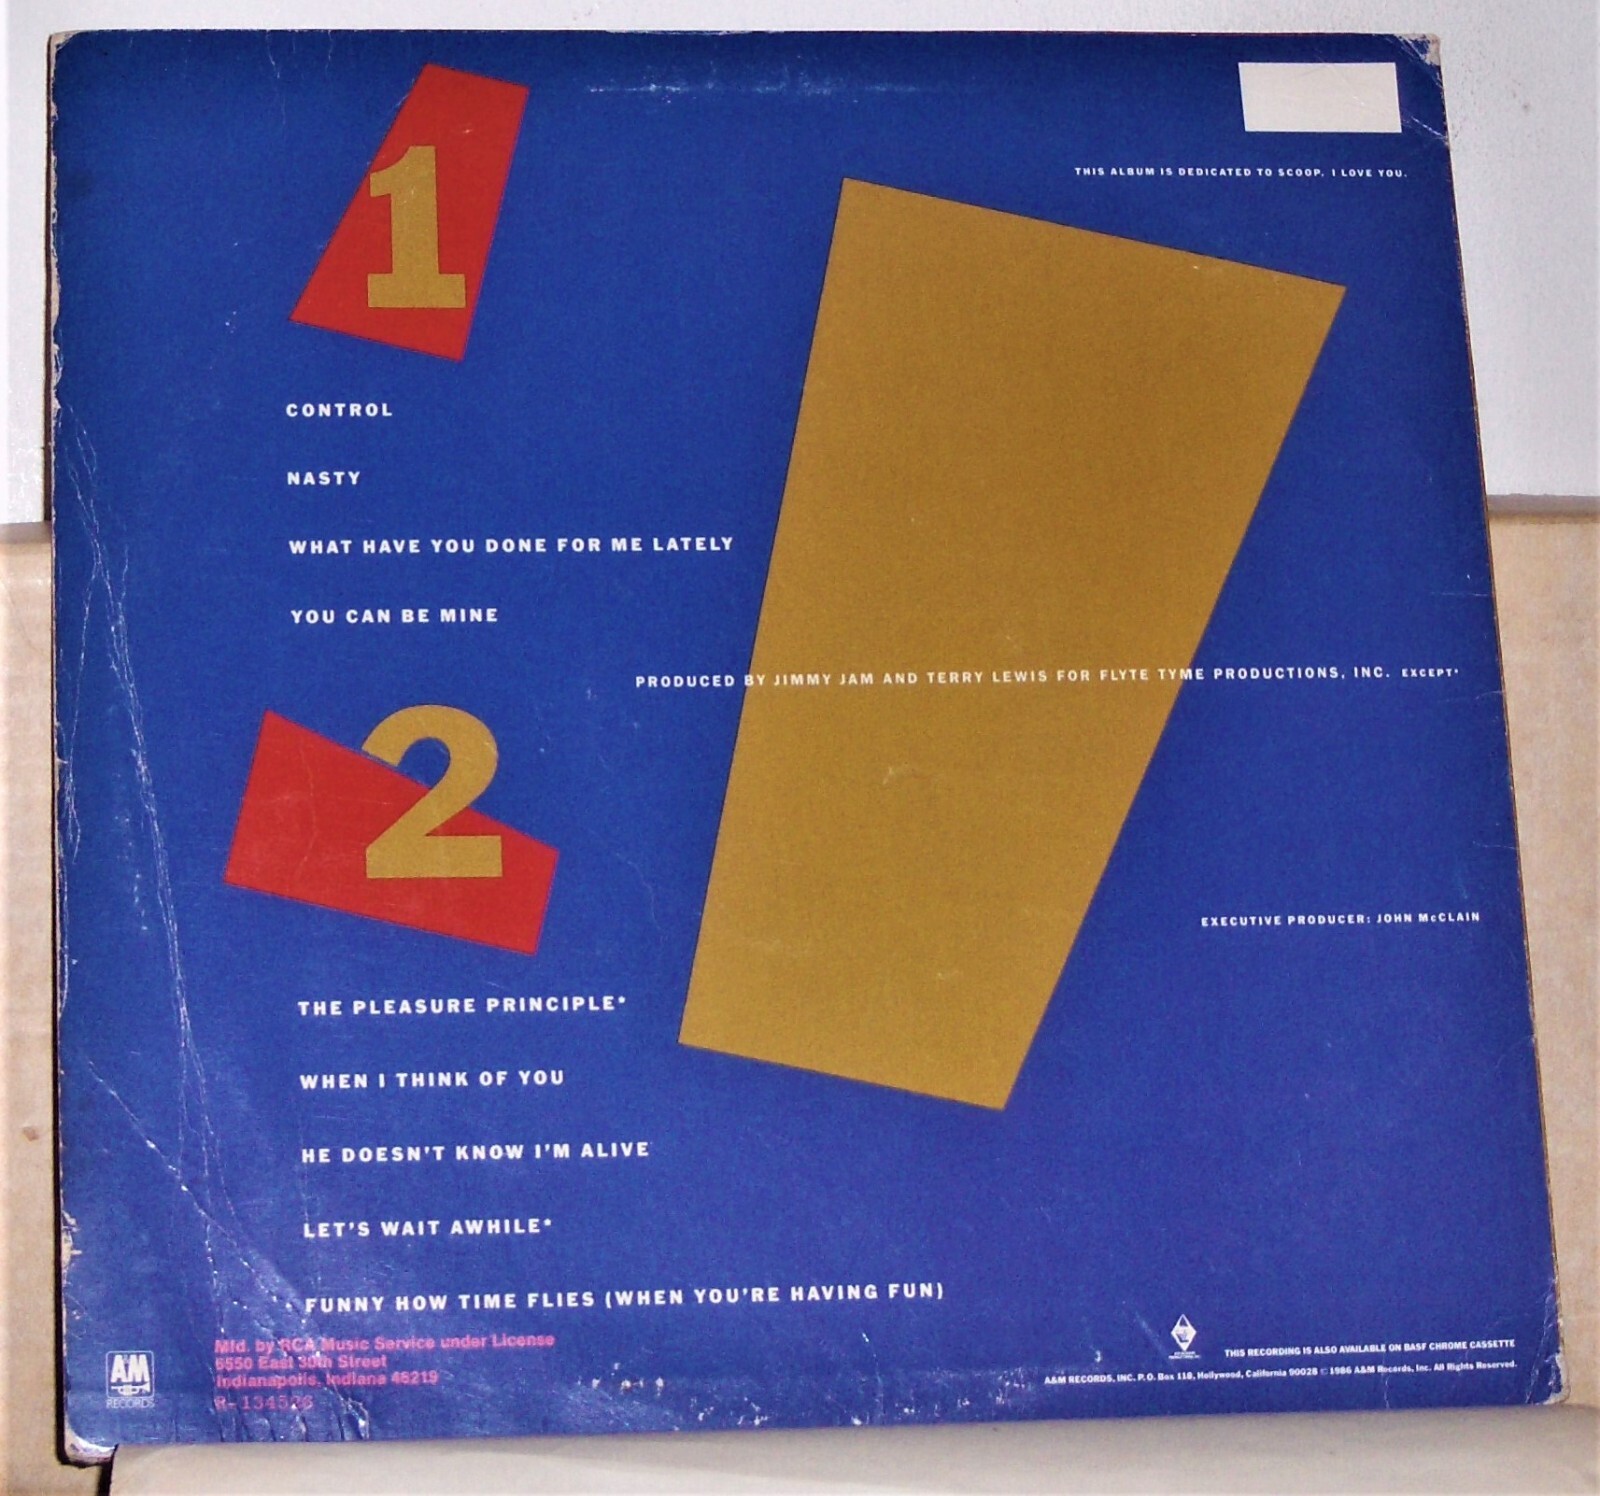 THIS ALBUM IS DEDICATED TO SCOOP. I LOVE YOU.
1
CONTROL
NASTY
WHAT HAVE YOU DONE FOR ME LATELY
YOU CAN BE MINE
PRODUCED BY JIMMY JAM AND TERRY LEWIS FOR FLYTE TYME PRODUCTIONS, INC. EXCEPT*
2
EXECUTIVE PRODUCER: JOHN McCLAIN
THE PLEASURE PRINCIPLE*
WHEN I THINK OF YOU
HE DOESN'T KNOW I'M ALIVE
LET'S WAIT AWHILE*
FUNNY HOW TIME FLIES (WHEN YOU'RE HAVING FUN)
Mfd. by RCA Music Service under License
6550 East 30th Street
Indianapolis, Indiana 46219
A&M
RECORDS
THIS RECORDING IS ALSO AVAILABLE ON BASF CHROME CASSETTE
A&M RECORDS, INC. P.O. Box 118, Hollywood, California 90028 © 1986 A&M Records, Inc. All Rights Reserved.